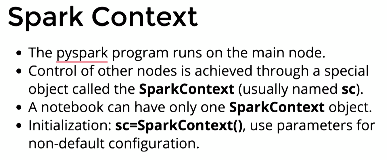 Spark Context
• The pyspark program runs on the main node.
• Control of other nodes is achieved through a special
object called the SparkContext (usually named sc).
• A notebook can have only one SparkContext object.
• Initialization: sc=SparkContext(), use parameters for
non-default configuration.